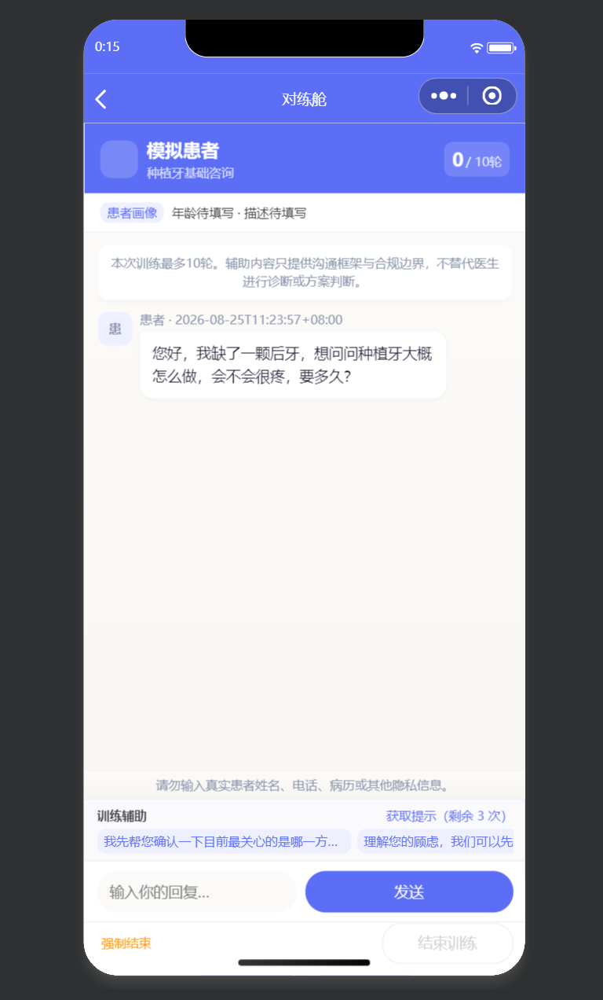 0:15
对练舱
模拟患者
种植牙基础咨询
0 / 10轮
患者画像 年龄待填写 · 描述待填写
本次训练最多10轮。辅助内容只提供沟通框架与合规边界，不替代医生
进行诊断或方案判断。
患
患者 · 2026-08-25T11:23:57+08:00
您好，我缺了一颗后牙，想问问种植牙大概
怎么做，会不会很疼，要多久？
请勿输入真实患者姓名、电话、病历或其他隐私信息。
训练辅助
获取提示（剩余 3 次）
我先帮您确认一下目前最关心的是哪一方...
理解您的顾虑，我们可以先
输入你的回复...
发送
强制结束
结束训练